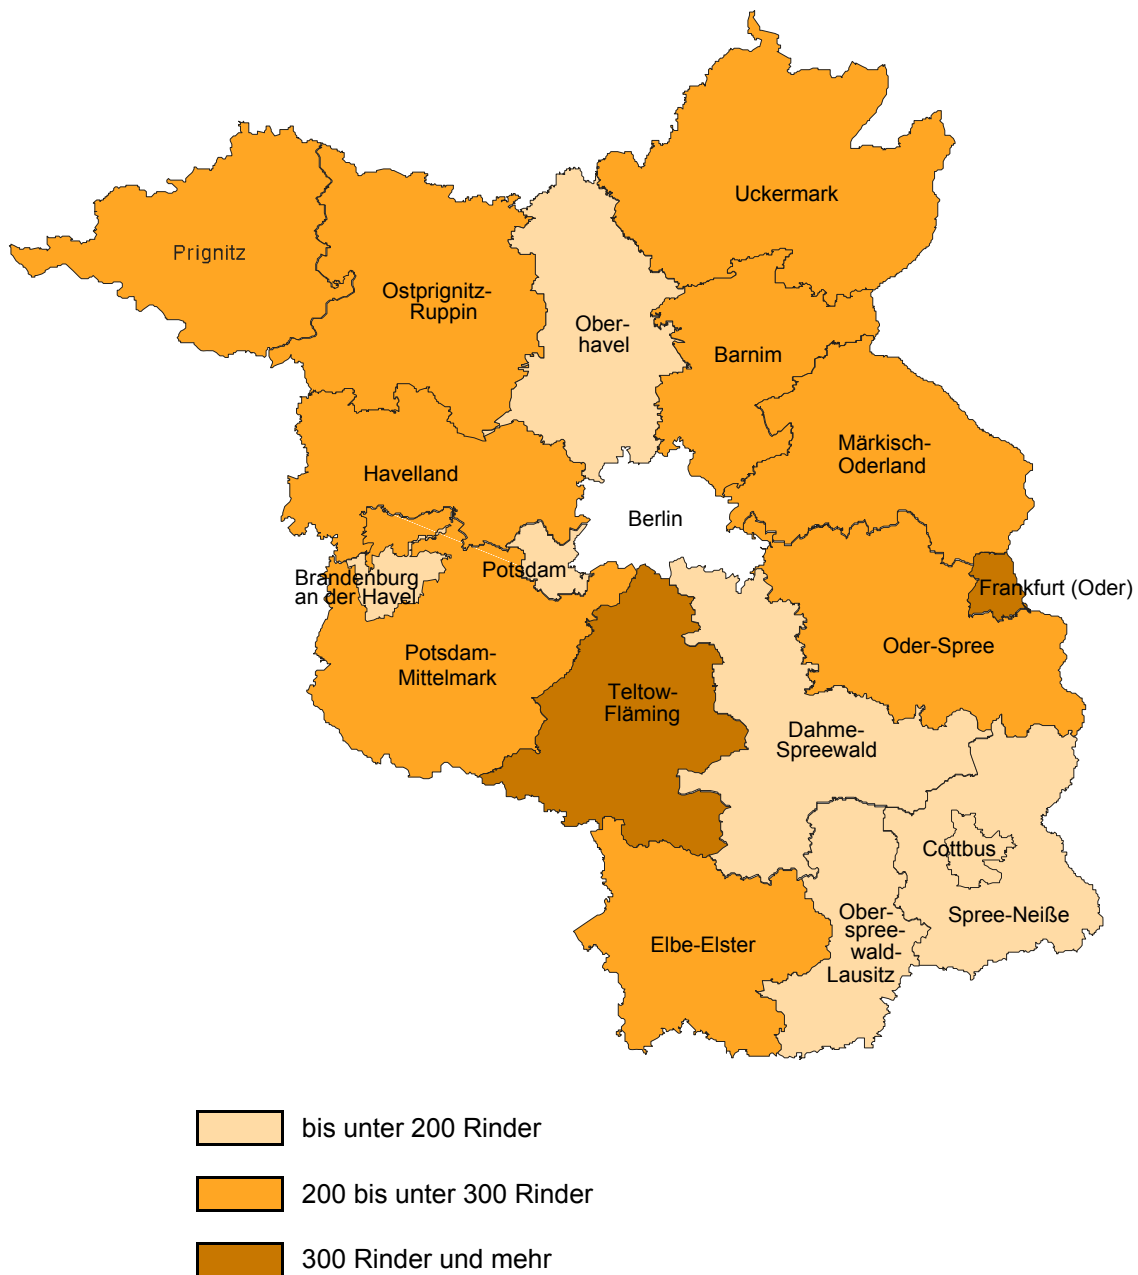 Uckermark
Prignitz
Ostprignitz-
Ruppin
Ober-
havel
Barnim
Märkisch-
Oderland
Havelland
Berlin
Potsdam
Brandenburg
an der Havel
Frankfurt (Oder)
Oder-Spree
Potsdam-
Mittelmark
Teltow-
Fläming
Dahme-
Spreewald
Cottbus
Spree-Neiße
Ober-
spree-
wald-
Lausitz
Elbe-Elster
bis unter 200 Rinder
200 bis unter 300 Rinder
300 Rinder und mehr